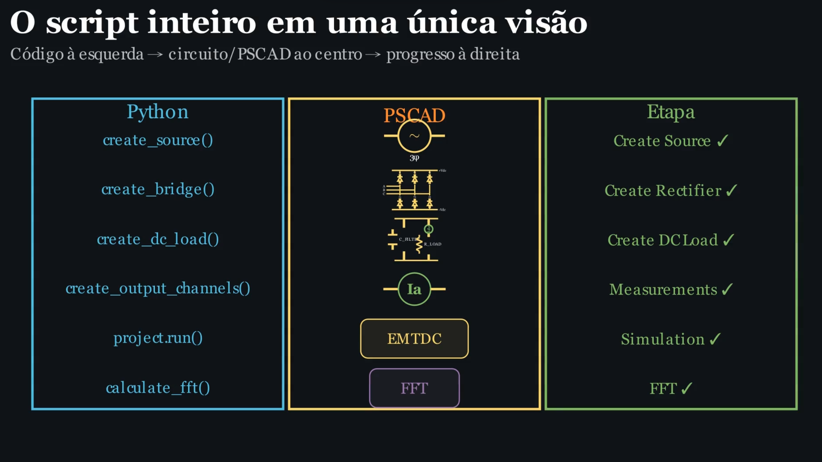 O script inteiro em uma única visão
Código à esquerda → circuito/PSCAD ao centro → progresso à direita
Python
create_source()
create_bridge()
create_dc_load()
create_output_channels()
project.run()
calculate_fft()
PSCAD
~
3φ
R_LOAD
Ia
EMTDC
FFT
Etapa
Create Source ✓
Create Rectifier ✓
Create DC Load ✓
Measurements ✓
Simulation ✓
FFT ✓